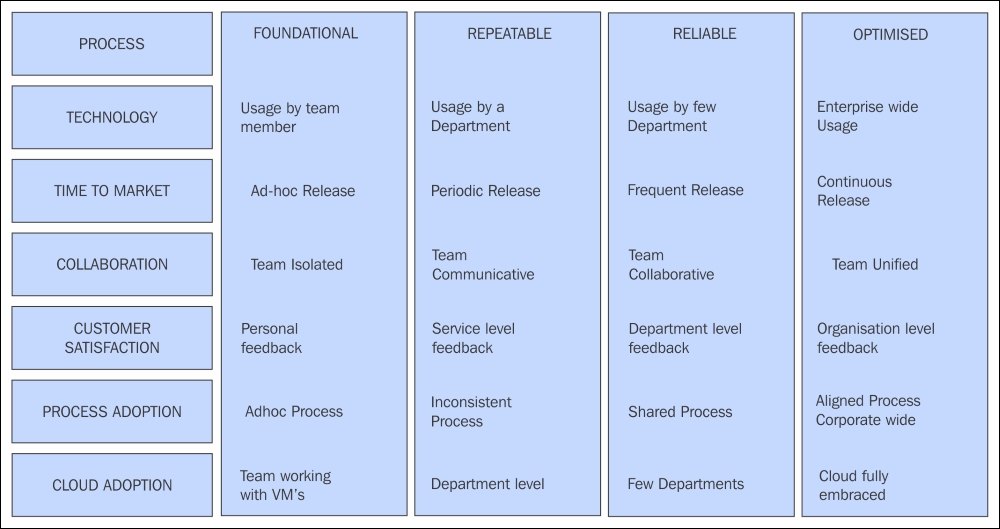 PROCESS
FOUNDATIONAL
REPEATABLE
RELIABLE
OPTIMISED
TECHNOLOGY
Usage by team
member
Usage by a
Department
Usage by few
Department
Enterprise wide
Usage
TIME TO MARKET
Ad-hoc Release
Periodic Release
Frequent Release
Continuous
Release
COLLABORATION
Team Isolated
Team
Communicative
Team
Collaborative
Team Unified
CUSTOMER
SATISFACTION
Personal
feedback
Service level
feedback
Department level
feedback
Organisation level
feedback
PROCESS ADOPTION
Adhoc Process
Inconsistent
Process
Shared Process
Aligned Process
Corporate wide
CLOUD ADOPTION
Team working
with VM's
Department level
Few Departments
Cloud fully
embraced